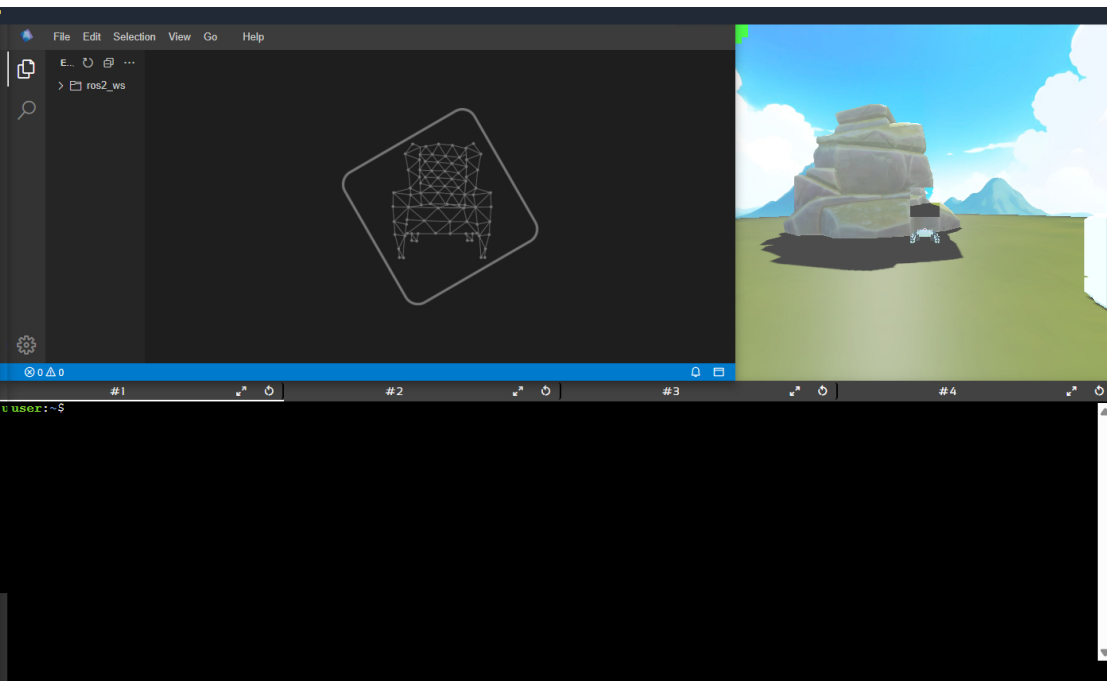 File Edit Selection View Go Help
E...
ros2_ws
0 0
#1 #2 #3 #4
user:~$